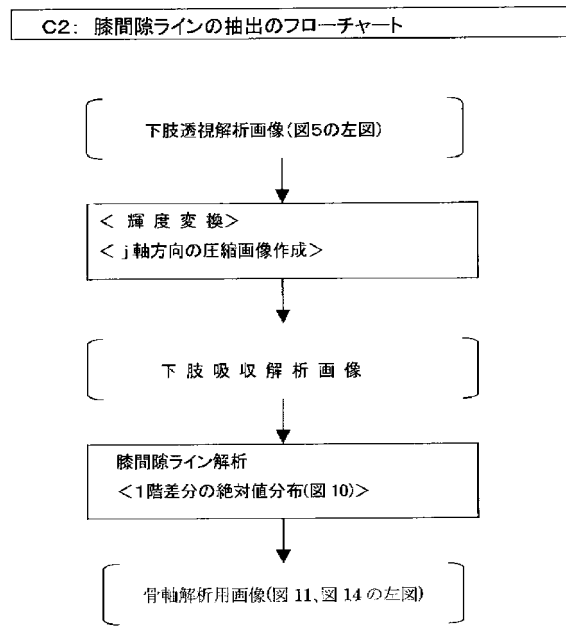 C2: 膝間隙ラインの抽出のフローチャート
下肢透視解析画像(図5の左図)
＜ 輝 度 変 換＞
＜ j 軸方向の圧縮画像作成＞
下 肢 吸 収 解 析 画 像
膝間隙ライン解析
＜1階差分の絶対値分布(図 10)＞
骨軸解析用画像(図 11、図 14 の左図)